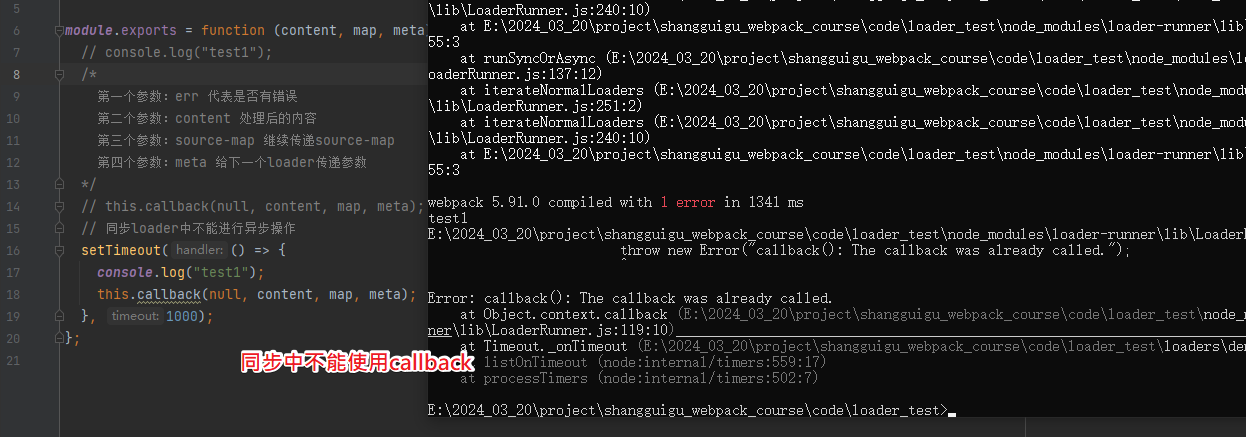 5
6 module.exports = function (content, map, meta
7 // console.log("test1");
8 /*
9 第一个参数：err 代表是否有错误
10 第二个参数：content 处理后的内容
11 第三个参数：source-map 继续传递source-map
12 第四个参数：meta 给下一个loader传递参数
13 */
14 // this.callback(null, content, map, meta);
15 // 同步loader中不能进行异步操作
16 setTimeout( handler: () => {
17 console.log("test1");
18 this.callback(null, content, map, meta);
19 }, timeout: 1000);
20 };
21
同步中不能使用callback
\lib\LoaderRunner.js:240:10)
at E:\2024_03_20\project\shangguigu_webpack_course\code\loader_test\node_modules\loader-runner\lib
55:3
at runSyncOrAsync (E:\2024_03_20\project\shangguigu_webpack_course\code\loader_test\node_modules\l
oaderRunner.js:137:12)
at iterateNormalLoaders (E:\2024_03_20\project\shangguigu_webpack_course\code\loader_test\node_mod
\lib\LoaderRunner.js:251:2)
at iterateNormalLoaders (E:\2024_03_20\project\shangguigu_webpack_course\code\loader_test\node_mod
\lib\LoaderRunner.js:240:10)
at E:\2024_03_20\project\shangguigu_webpack_course\code\loader_test\node_modules\loader-runner\lib
55:3
webpack 5.91.0 compiled with 1 error in 1341 ms
test1
E:\2024_03_20\project\shangguigu_webpack_course\code\loader_test\node_modules\loader-runner\lib\Loader
throw new Error("callback(): The callback was already called.");
^
Error: callback(): The callback was already called.
at Object.context.callback (E:\2024_03_20\project\shangguigu_webpack_course\code\loader_test\node_m
ner\lib\LoaderRunner.js:119:10)
at Timeout._onTimeout (E:\2024_03_20\project\shangguigu_webpack_course\code\loader_test\loaders\de
listOnTimeout (node:internal/timers:559:17)
at processTimers (node:internal/timers:502:7)
E:\2024_03_20\project\shangguigu_webpack_course\code\loader_test>